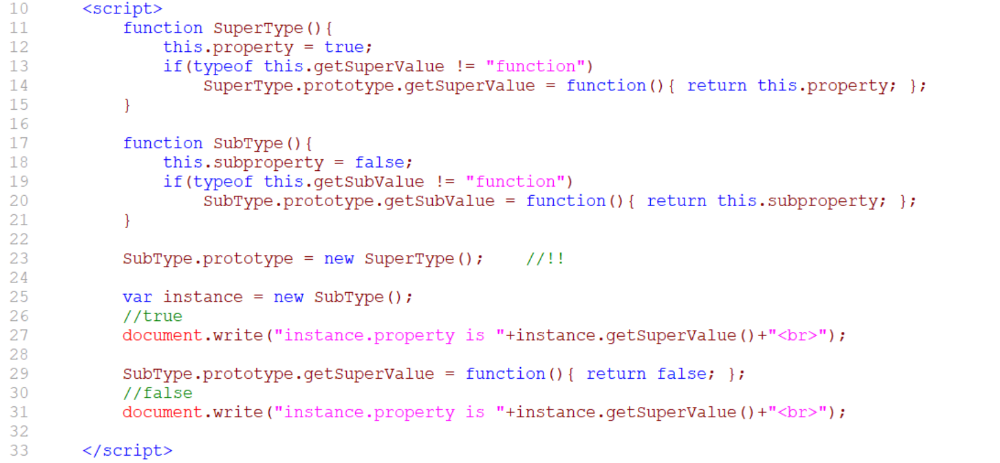 10 <script>
11 function SuperType(){
12 this.property = true;
13 if(typeof this.getSuperValue != "function")
14 SuperType.prototype.getSuperValue = function(){ return this.property; };
15 }
16
17 function SubType(){
18 this.subproperty = false;
19 if(typeof this.getSubValue != "function")
20 SubType.prototype.getSubValue = function(){ return this.subproperty; };
21 }
22
23 SubType.prototype = new SuperType(); //!!
24
25 var instance = new SubType();
26 //true
27 document.write("instance.property is "+instance.getSuperValue()+"<br>");
28
29 SubType.prototype.getSuperValue = function(){ return false; };
30 //false
31 document.write("instance.property is "+instance.getSuperValue()+"<br>");
32
33 </script>